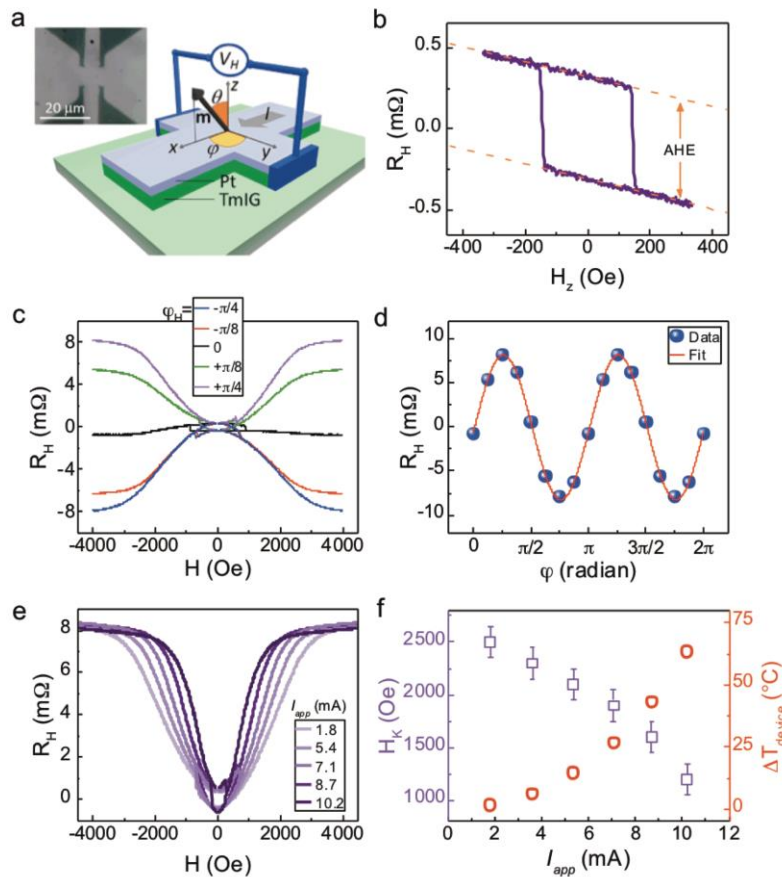 a
20 μm
V_H
θ
z
m
I
x
φ
y
Pt
TmIG
b
R_H (mΩ)
0.5
0.0
-0.5
AHE
-400 -200 0 200 400
H_z (Oe)
c
φ_H=
-π/4
-π/8
0
+π/8
+π/4
R_H (mΩ)
8
4
0
-4
-8
-4000 -2000 0 2000 4000
H (Oe)
d
Data
Fit
R_H (mΩ)
10
5
0
-5
-10
0 π/2 π 3π/2 2π
φ (radian)
e
R_H (mΩ)
8
6
4
2
0
I_app (mA)
1.8
5.4
7.1
8.7
10.2
-4000 -2000 0 2000 4000
H (Oe)
f
H_K (Oe)
2500
2000
1500
1000
75
50
25
0
ΔT_device (°C)
0 2 4 6 8 10 12
I_app (mA)